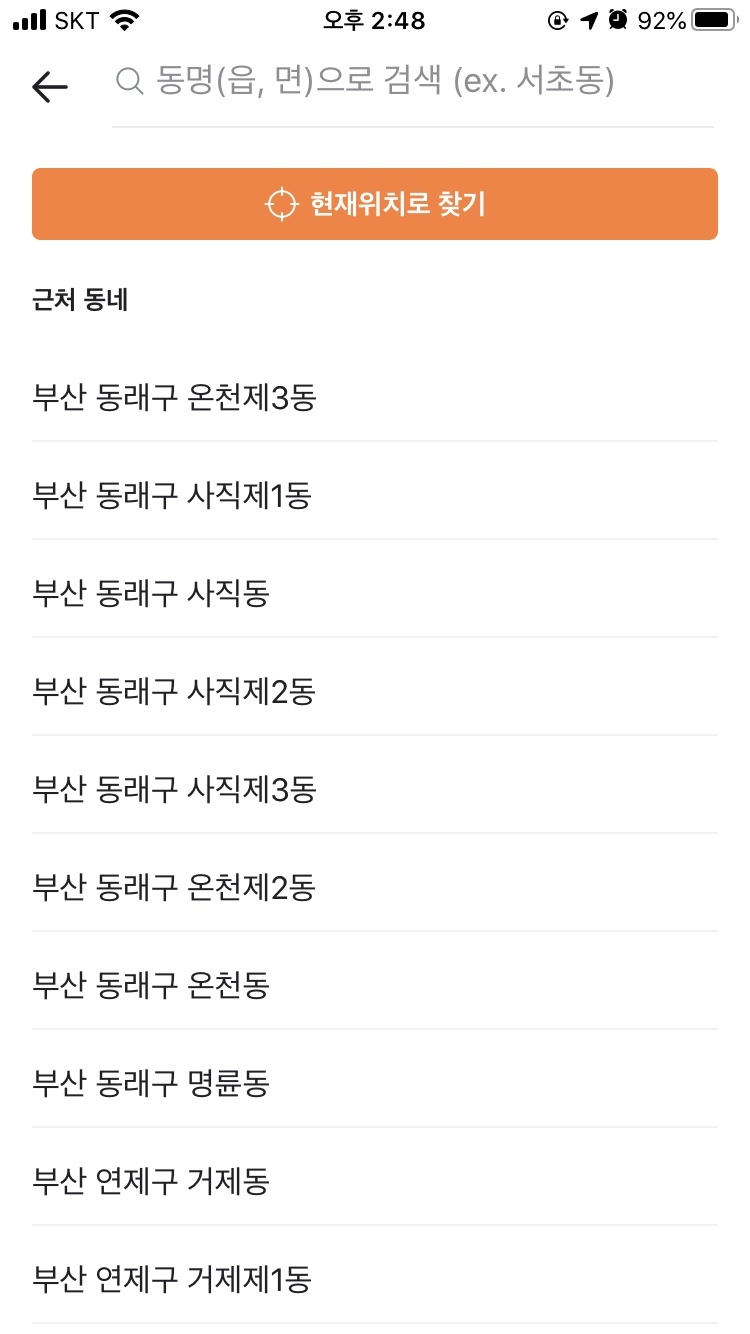 SKT 오후 2:48 92%
동명(읍, 면)으로 검색 (ex. 서초동)
현재위치로 찾기
근처 동네
부산 동래구 온천제3동
부산 동래구 사직제1동
부산 동래구 사직동
부산 동래구 사직제2동
부산 동래구 사직제3동
부산 동래구 온천제2동
부산 동래구 온천동
부산 동래구 명륜동
부산 연제구 거제동
부산 연제구 거제제1동